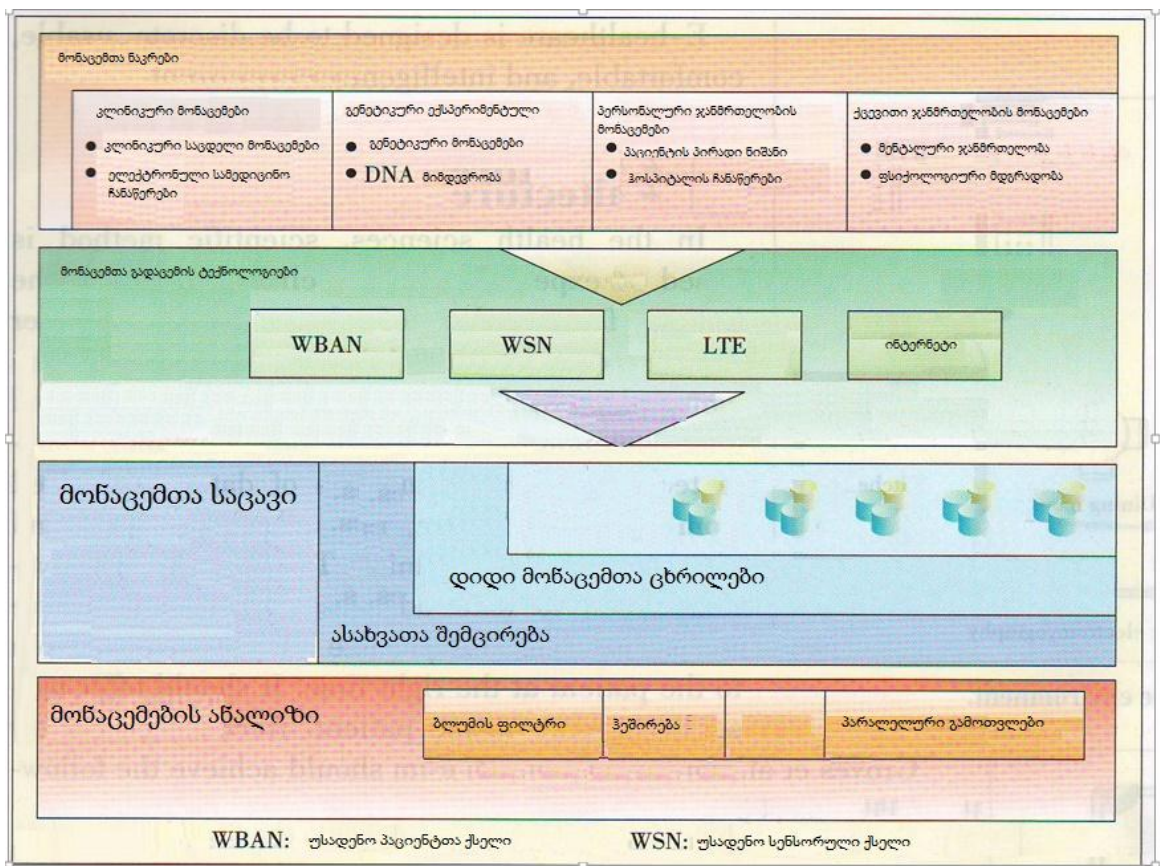 მონაცემთა ნაკრები
კლინიკური მონაცემები
კლინიკური საცდელი მონაცემები
ელექტრონული სამედიცინო
ჩანაწერები
გენეტიკური ექსპერიმენტული
გენეტიკური მონაცემები
DNA მიმდევრობა
პერსონალური ჯანმრთელობის
მონაცემები
პაციენტის პირადი ნიშანი
ჰოსპიტალის ჩანაწერები
ქცევითი ჯანმრთელობის მონაცემები
მენტალური ჯანმრთელობა
ფსიქოლოგიური მდგრადობა
მონაცემთა გადაცემის ტექნოლოგიები
WBAN
WSN
LTE
ინტერნეტი
მონაცემთა საცავი
დიდი მონაცემთა ცხრილები
ასახვათა შემცირება
მონაცემების ანალიზი
ბლუმის ფილტრი
ჰეშირება
პარალელური გამოთვლები
WBAN: უსადენო პაციენტთა ქსელი
WSN: უსადენო სენსორული ქსელი